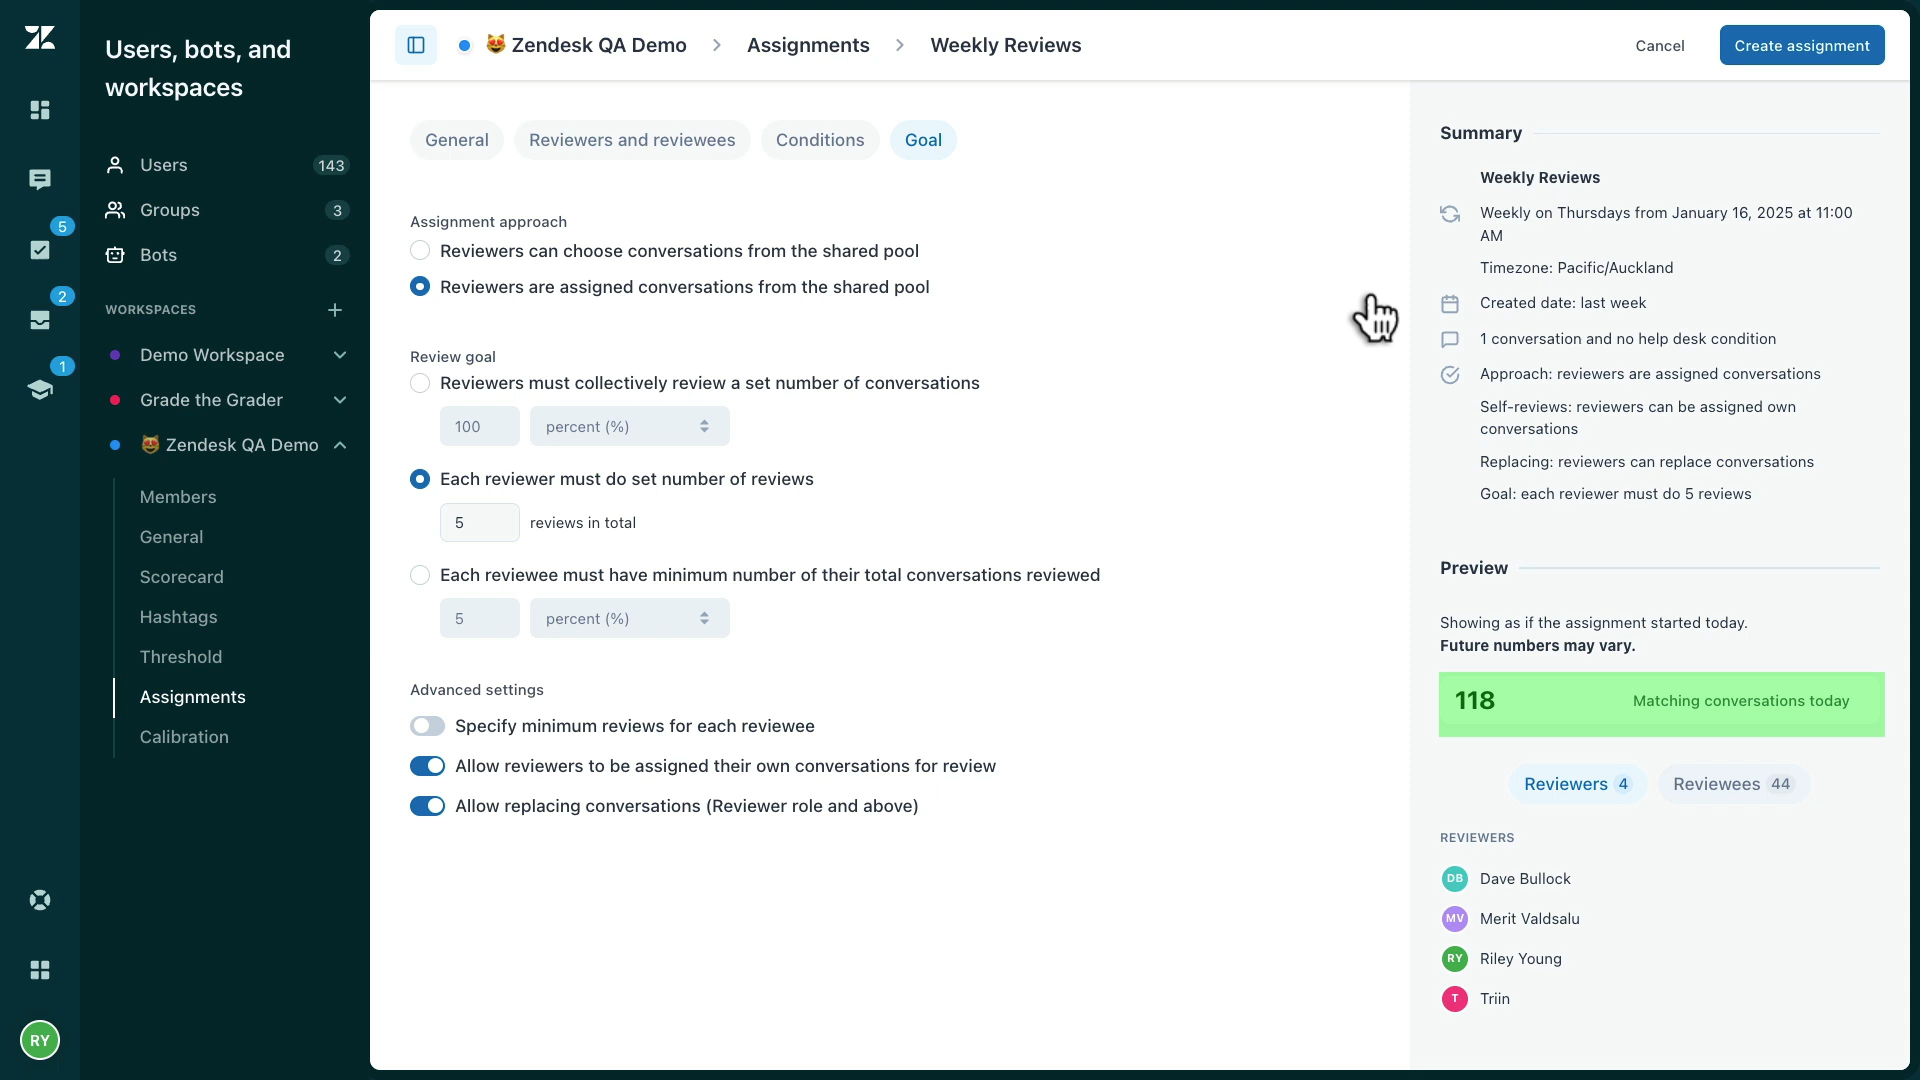 Users, bots, and
workspaces
Users 143
Groups 3
Bots 2
WORKSPACES
Demo Workspace
Grade the Grader
Zendesk QA Demo
Members
General
Scorecard
Hashtags
Threshold
Assignments
Calibration
5
2
1
RY
Zendesk QA Demo > Assignments > Weekly Reviews
Cancel
Create assignment
General
Reviewers and reviewees
Conditions
Goal
Assignment approach
Reviewers can choose conversations from the shared pool
Reviewers are assigned conversations from the shared pool
Review goal
Reviewers must collectively review a set number of conversations
100 percent (%)
Each reviewer must do set number of reviews
5 reviews in total
Each reviewee must have minimum number of their total conversations reviewed
5 percent (%)
Advanced settings
Specify minimum reviews for each reviewee
Allow reviewers to be assigned their own conversations for review
Allow replacing conversations (Reviewer role and above)
Summary
Weekly Reviews
Weekly on Thursdays from January 16, 2025 at 11:00
AM
Timezone: Pacific/Auckland
Created date: last week
1 conversation and no help desk condition
Approach: reviewers are assigned conversations
Self-reviews: reviewers can be assigned own
conversations
Replacing: reviewers can replace conversations
Goal: each reviewer must do 5 reviews
Preview
Showing as if the assignment started today.
Future numbers may vary.
118 Matching conversations today
Reviewers 4
Reviewees 44
REVIEWERS
DB Dave Bullock
MV Merit Valdsalu
RY Riley Young
T Triin